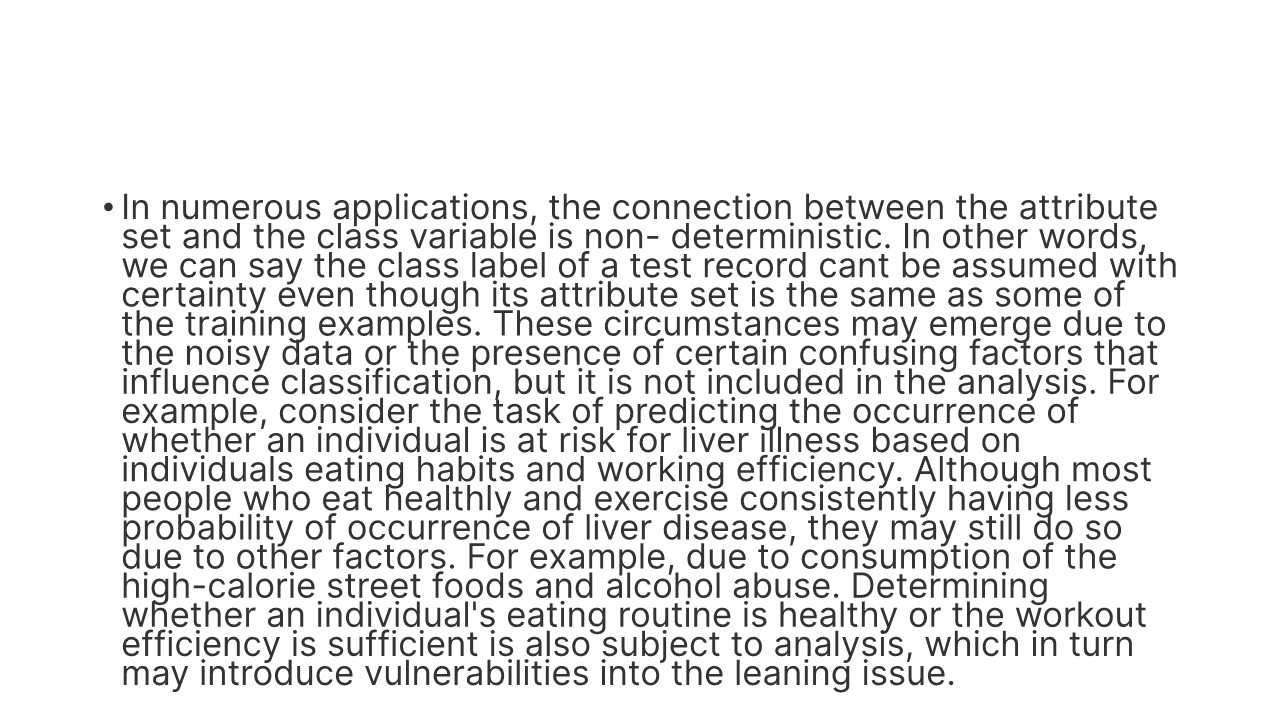 • In numerous applications, the connection between the attribute
set and the class variable is non- deterministic. In other words,
we can say the class label of a test record cant be assumed with
certainty even though its attribute set is the same as some of
the training examples. These circumstances may emerge due to
the noisy data or the presence of certain confusing factors that
influence classification, but it is not included in the analysis. For
example, consider the task of predicting the occurrence of
whether an individual is at risk for liver illness based on
individuals eating habits and working efficiency. Although most
people who eat healthly and exercise consistently having less
probability of occurrence of liver disease, they may still do so
due to other factors. For example, due to consumption of the
high-calorie street foods and alcohol abuse. Determining
whether an individual's eating routine is healthy or the workout
efficiency is sufficient is also subject to analysis, which in turn
may introduce vulnerabilities into the leaning issue.